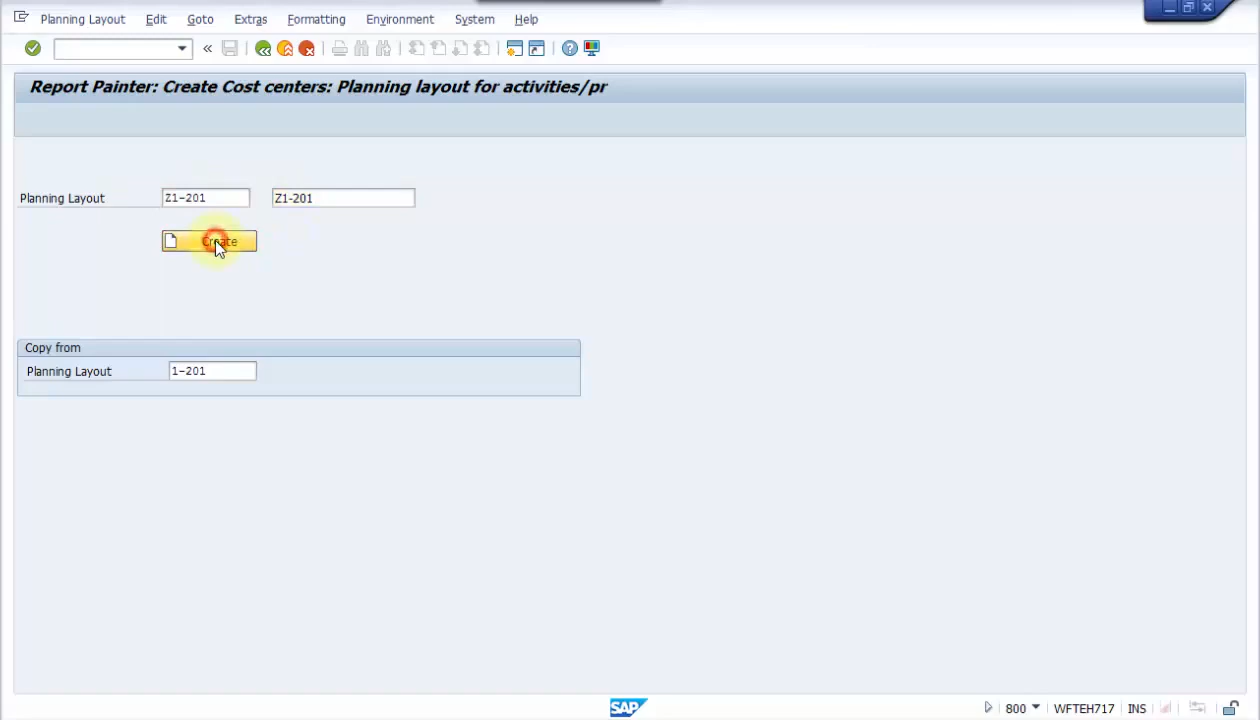 Planning Layout Edit Goto Extras Formatting Environment System Help
Report Painter: Create Cost centers: Planning layout for activities/pr
Planning Layout Z1-201 Z1-201
Create
Copy from
Planning Layout 1-201
SAP 800 WFTEH717 INS